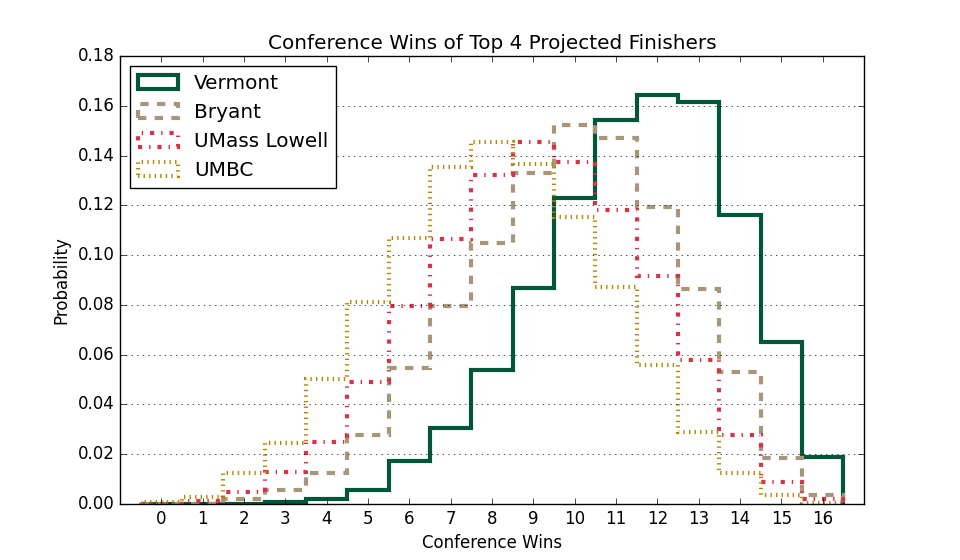 Conference Wins of Top 4 Projected Finishers
0.18
0.16
0.14
0.12
0.10
0.08
0.06
0.04
0.02
0.00
Probability
Vermont
Bryant
UMass Lowell
UMBC
0 1 2 3 4 5 6 7 8 9 10 11 12 13 14 15 16
Conference Wins